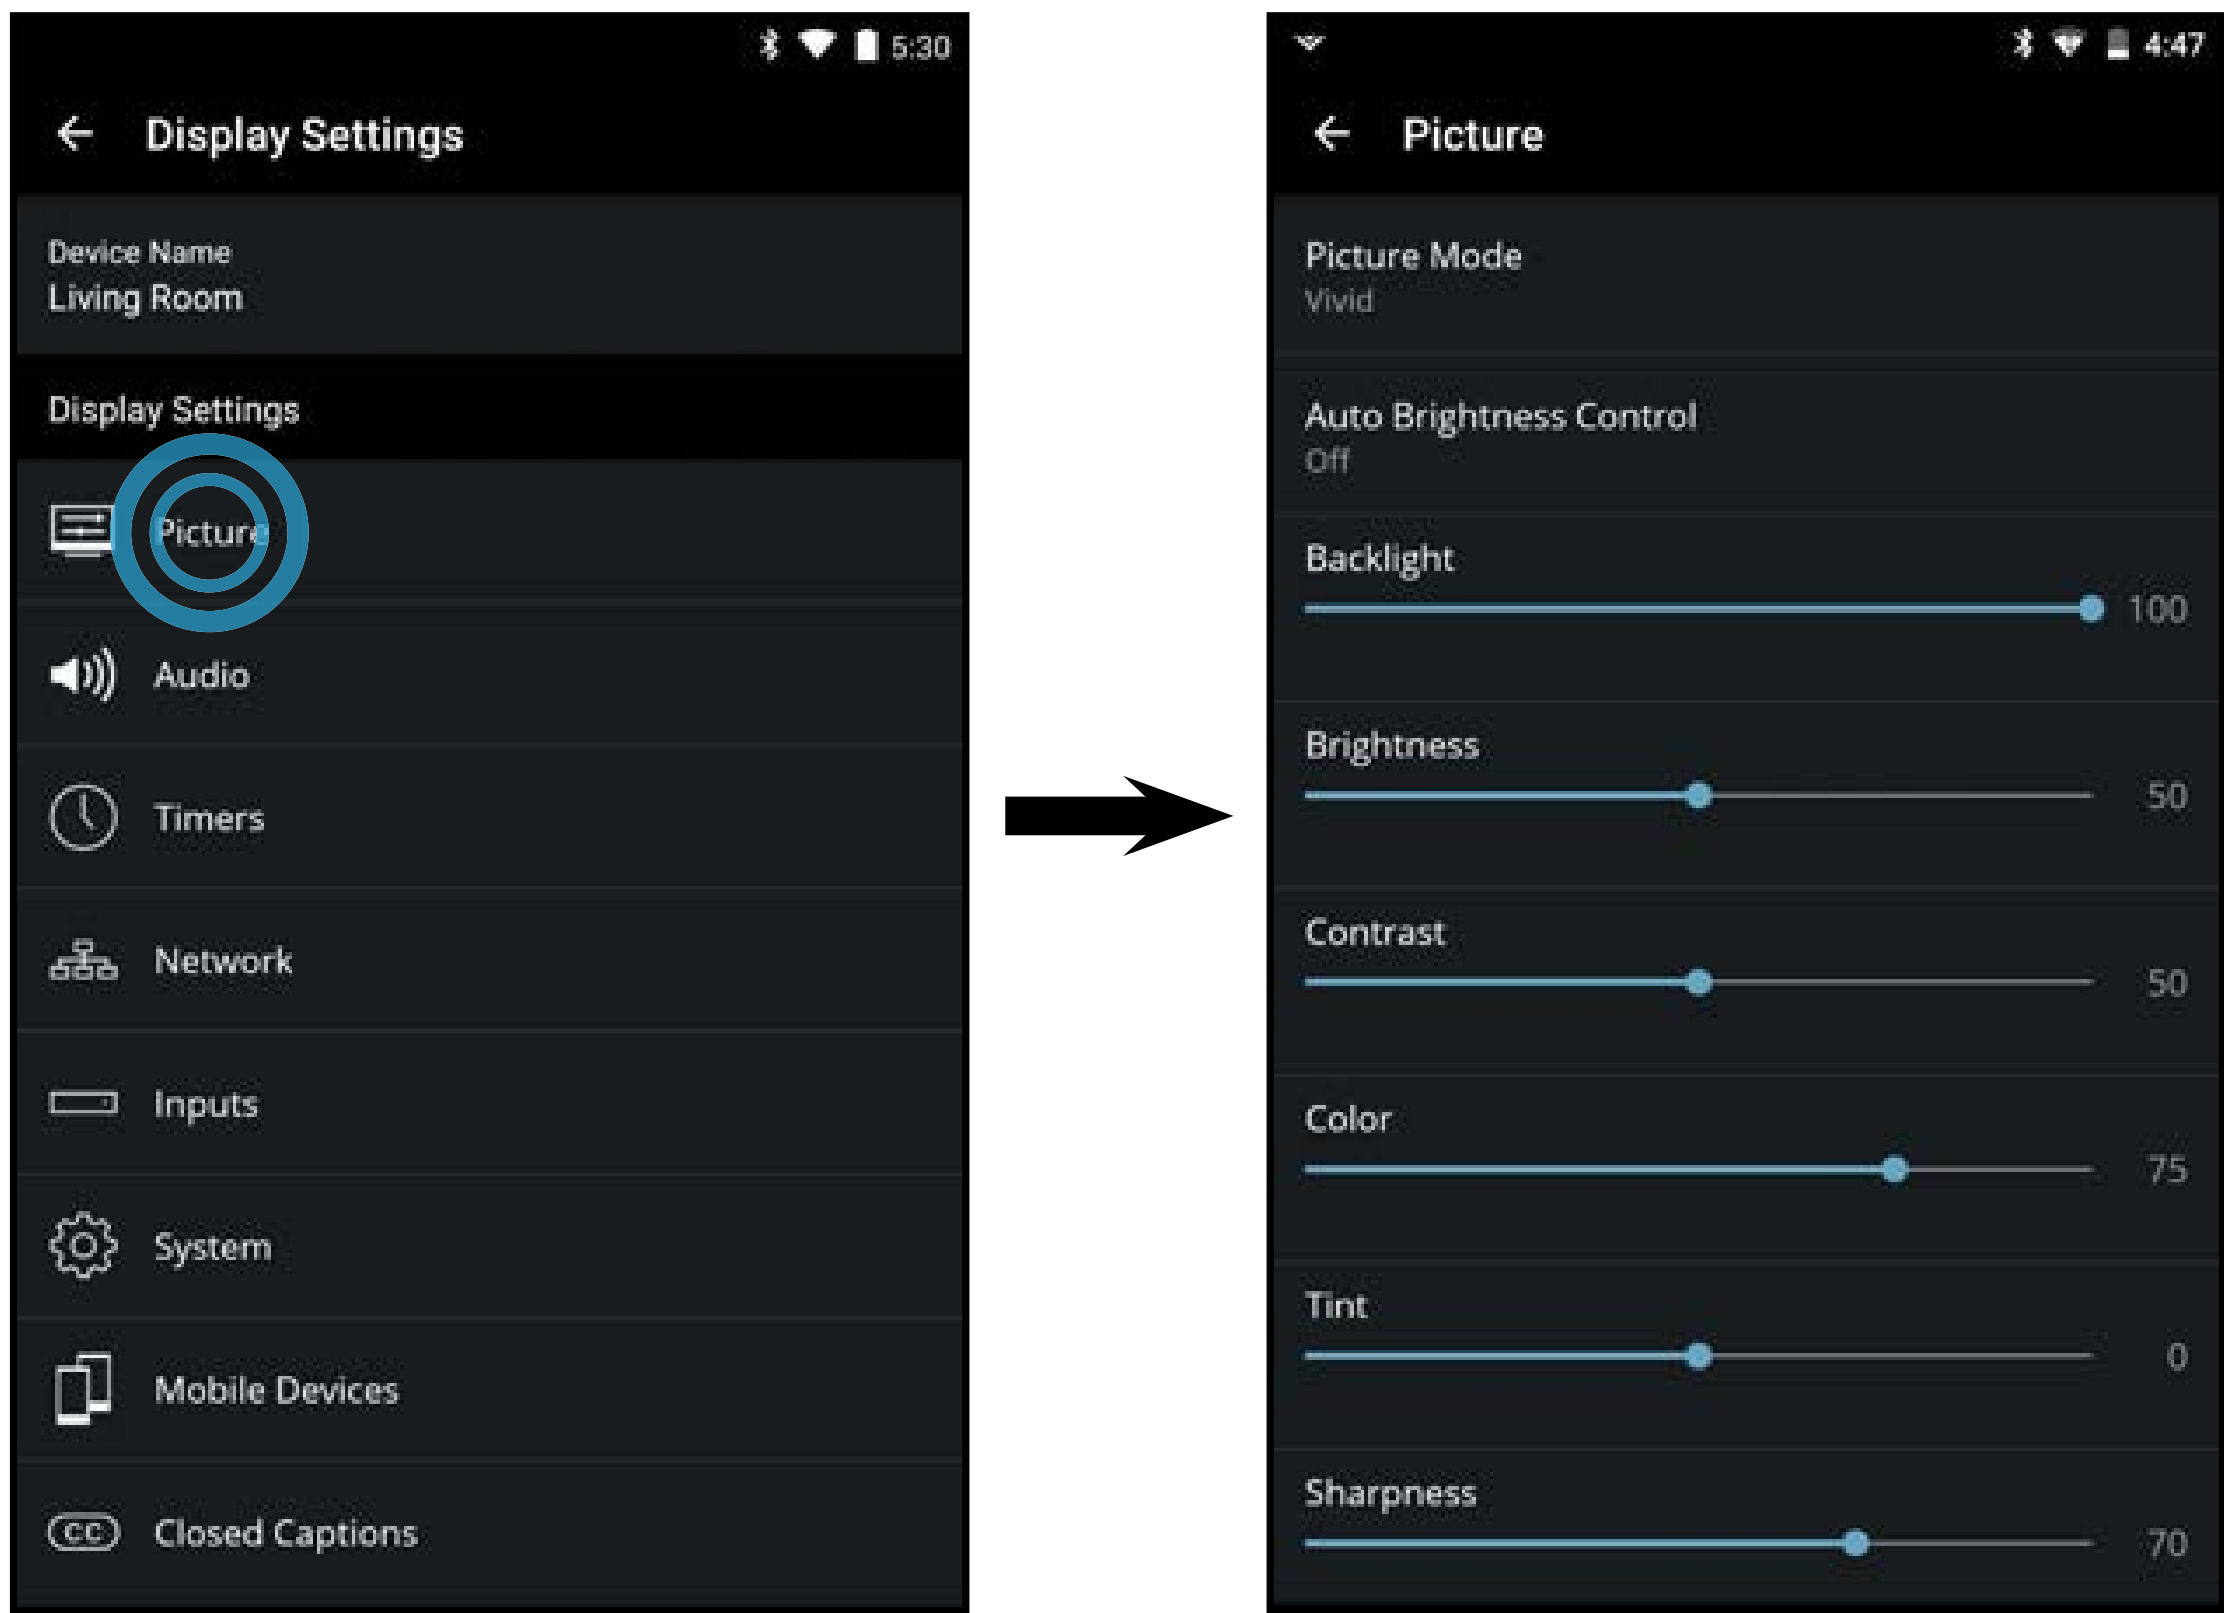 5:30
Display Settings
Device Name
Living Room
Display Settings
Picture
Audio
Timers
Network
Inputs
System
Mobile Devices
CC Closed Captions
4:47
Picture
Picture Mode
Vivid
Auto Brightness Control
Off
Backlight
100
Brightness
50
Contrast
50
Color
75
Tint
0
Sharpness
70